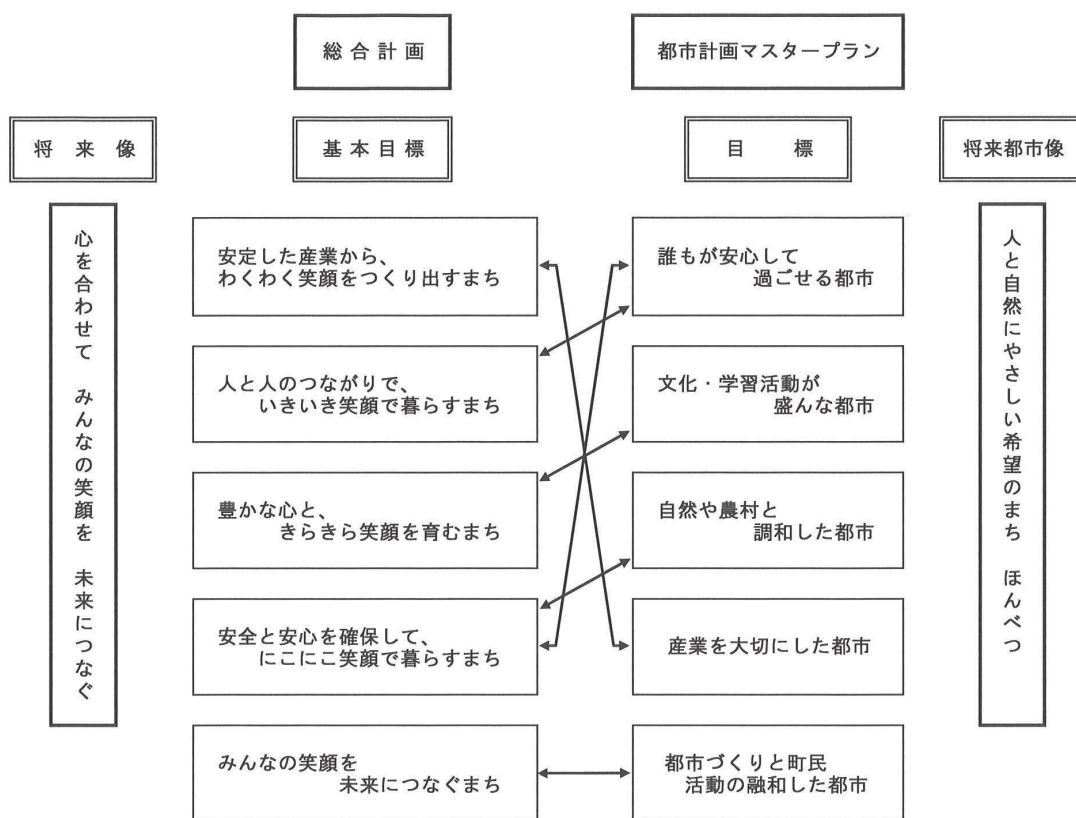 総合計画
都市計画マスタープラン
将来像
基本目標
目標
将来都市像
心を合わせて みんなの笑顔を 未来につなぐ
安定した産業から、
わくわく笑顔をつくり出すまち
人と人のつながりで、
いきいき笑顔で暮らすまち
豊かな心と、
きらきら笑顔を育むまち
安全と安心を確保して、
にこにこ笑顔で暮らすまち
みんなの笑顔を
未来につなぐまち
誰もが安心して
過ごせる都市
文化・学習活動が
盛んな都市
自然や農村と
調和した都市
産業を大切にした都市
都市づくりと町民
活動の融和した都市
人と自然にやさしい希望のまち ほんべつ